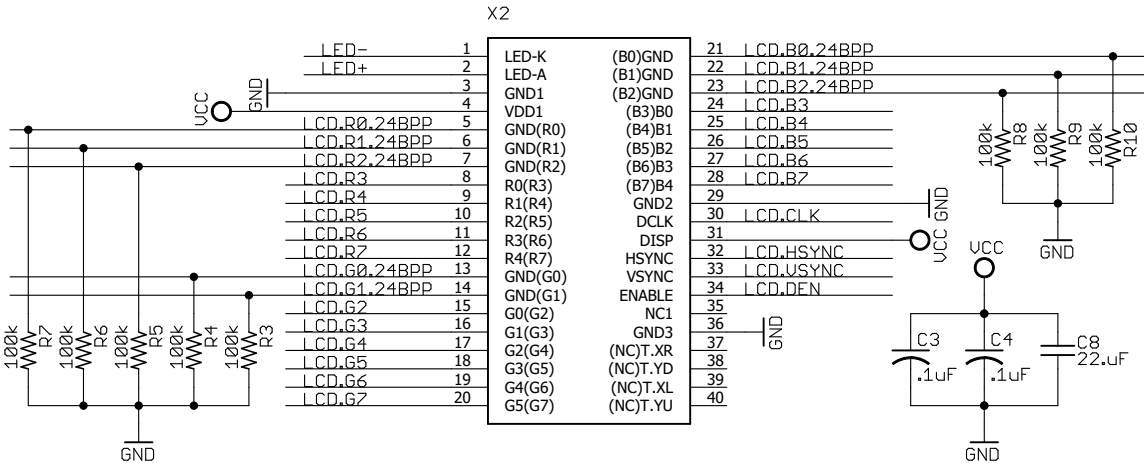 X2
LED- 1 LED-K (B0)GND 21 LCD.B0.24BPP
LED+ 2 LED-A (B1)GND 22 LCD.B1.24BPP
GND 3 GND1 (B2)GND 23 LCD.B2.24BPP
VCC 4 VDD1 (B3)B0 24 LCD.B3
LCD.R0.24BPP 5 GND(R0) (B4)B1 25 LCD.B4
LCD.R1.24BPP 6 GND(R1) (B5)B2 26 LCD.B5
LCD.R2.24BPP 7 GND(R2) (B6)B3 27 LCD.B6
LCD.R3 8 R0(R3) (B7)B4 28 LCD.B7
LCD.R4 9 R1(R4) GND2 29 GND
LCD.R5 10 R2(R5) DCLK 30 LCD.CLK
LCD.R6 11 R3(R6) DISP 31 VCC
LCD.R7 12 R4(R7) HSYNC 32 LCD.HSYNC
LCD.G0.24BPP 13 GND(G0) VSYNC 33 LCD.VSYNC
LCD.G1.24BPP 14 GND(G1) ENABLE 34 LCD.DEN
LCD.G2 15 G0(G2) NC1 35
LCD.G3 16 G1(G3) GND3 36 GND
LCD.G4 17 G2(G4) (NC)T.XR 37
LCD.G5 18 G3(G5) (NC)T.YD 38
LCD.G6 19 G4(G6) (NC)T.XL 39
LCD.G7 20 G5(G7) (NC)T.YU 40
100k R7
100k R6
100k R5
100k R4
100k R3
GND
100k R8
100k R9
100k R10
GND
VCC
C3 .1uF
C4 .1uF
C8 22.uF
GND